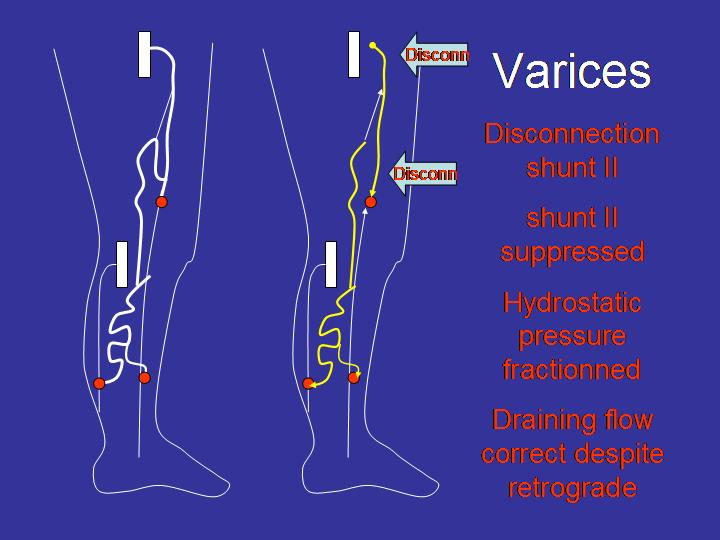 Disconn
Varices
Disconnection
shunt II
Disconn
shunt II
suppressed
Hydrostatic
pressure
fractionned
Draining flow
correct despite
retrograde